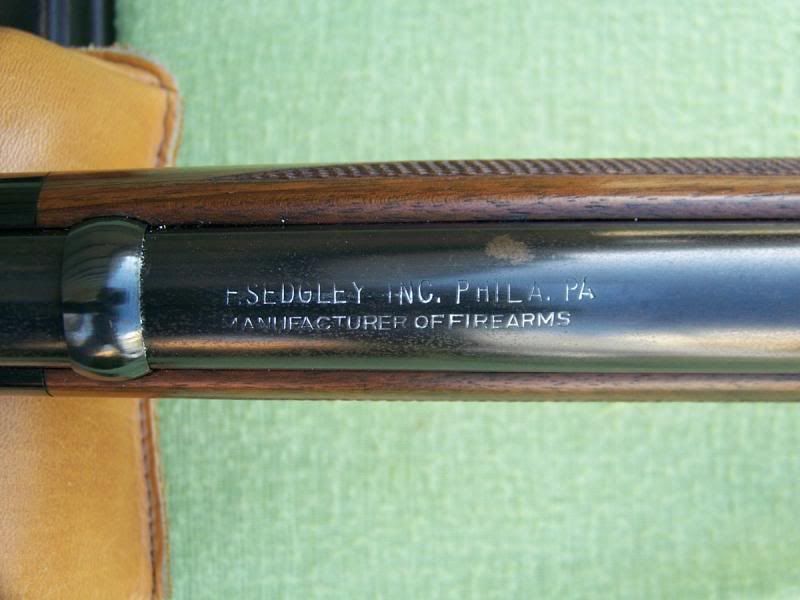 F. SEDGLEY INC. PHILA. PA
MANUFACTURER OF FIREARMS